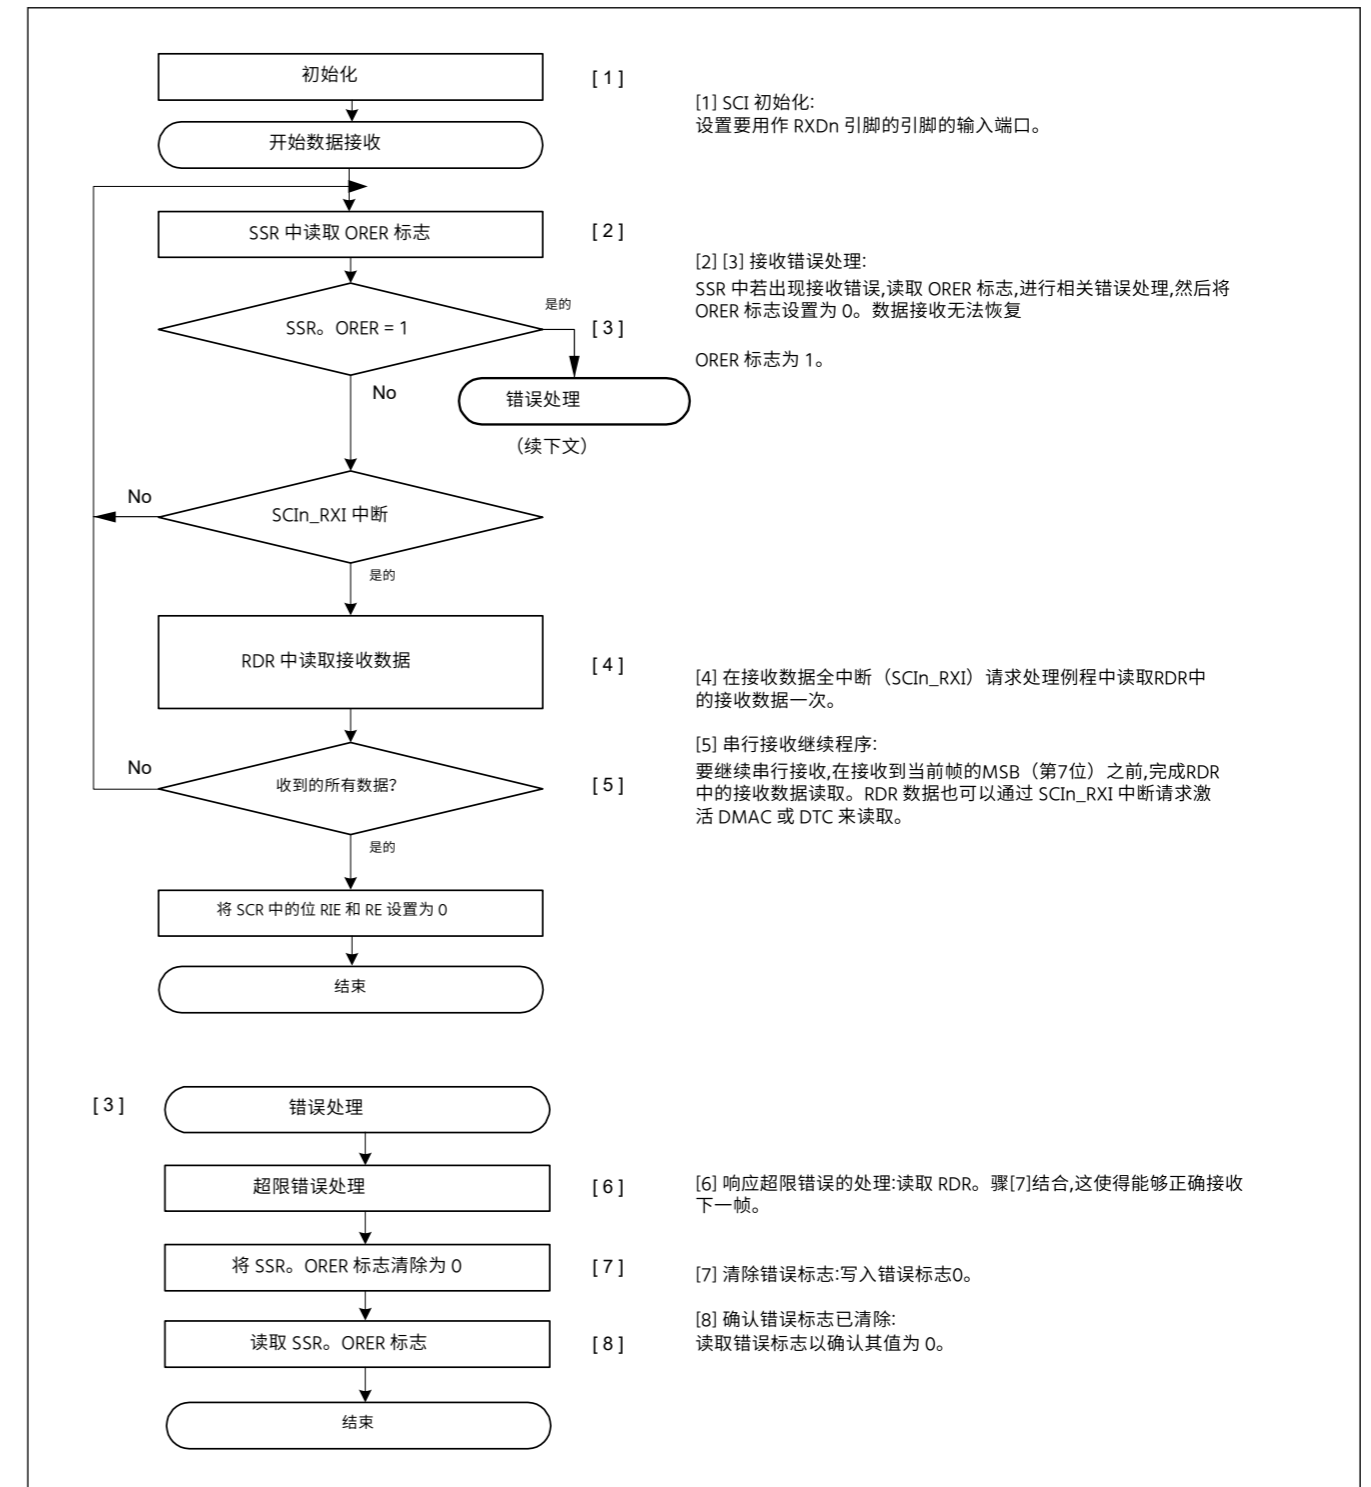 初始化
[ 1 ]
[1] SCI 初始化:
设置要用作 RXDn 引脚的引脚的输入端口。
开始数据接收
SSR 中读取 ORER 标志
[ 2 ]
[2] [3] 接收错误处理:
SSR 中若出现接收错误,读取 ORER 标志,进行相关错误处理,然后将
ORER 标志设置为 0。数据接收无法恢复
ORER 标志为 1。
SSR。ORER = 1
是的
[ 3 ]
No
错误处理
（续下文）
SCIn_RXI 中断
No
是的
RDR 中读取接收数据
[ 4 ]
[4] 在接收数据全中断（SCIn_RXI）请求处理例程中读取RDR中
的接收数据一次。
收到的所有数据?
No
[ 5 ]
[5] 串行接收继续程序:
要继续串行接收,在接收到当前帧的MSB（第7位）之前,完成RDR
中的接收数据读取。RDR 数据也可以通过 SCIn_RXI 中断请求激
活 DMAC 或 DTC 来读取。
是的
将 SCR 中的位 RIE 和 RE 设置为 0
结束
[ 3 ]
错误处理
超限错误处理
[ 6 ]
[6] 响应超限错误的处理:读取 RDR。骤[7]结合,这使得能够正确接收
下一帧。
将 SSR。ORER 标志清除为 0
[ 7 ]
[7] 清除错误标志:写入错误标志0。
读取 SSR。ORER 标志
[ 8 ]
[8] 确认错误标志已清除:
读取错误标志以确认其值为 0。
结束